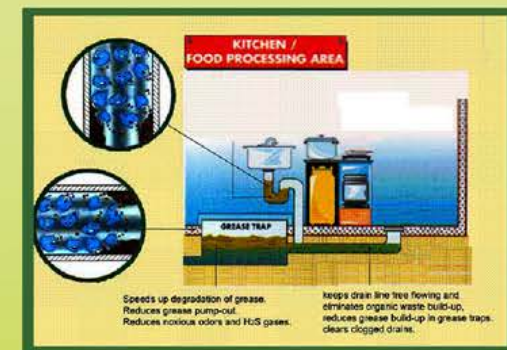 KITCHEN /
FOOD PROCESSING AREA
GREASE TRAP
Speeds up degradation of grease.
Reduces grease pump-out.
Reduces noxious odors and H₂S gases.
keeps drain line free flowing and
eliminates organic waste build-up,
reduces grease build-up in grease traps.
clears clogged drains.